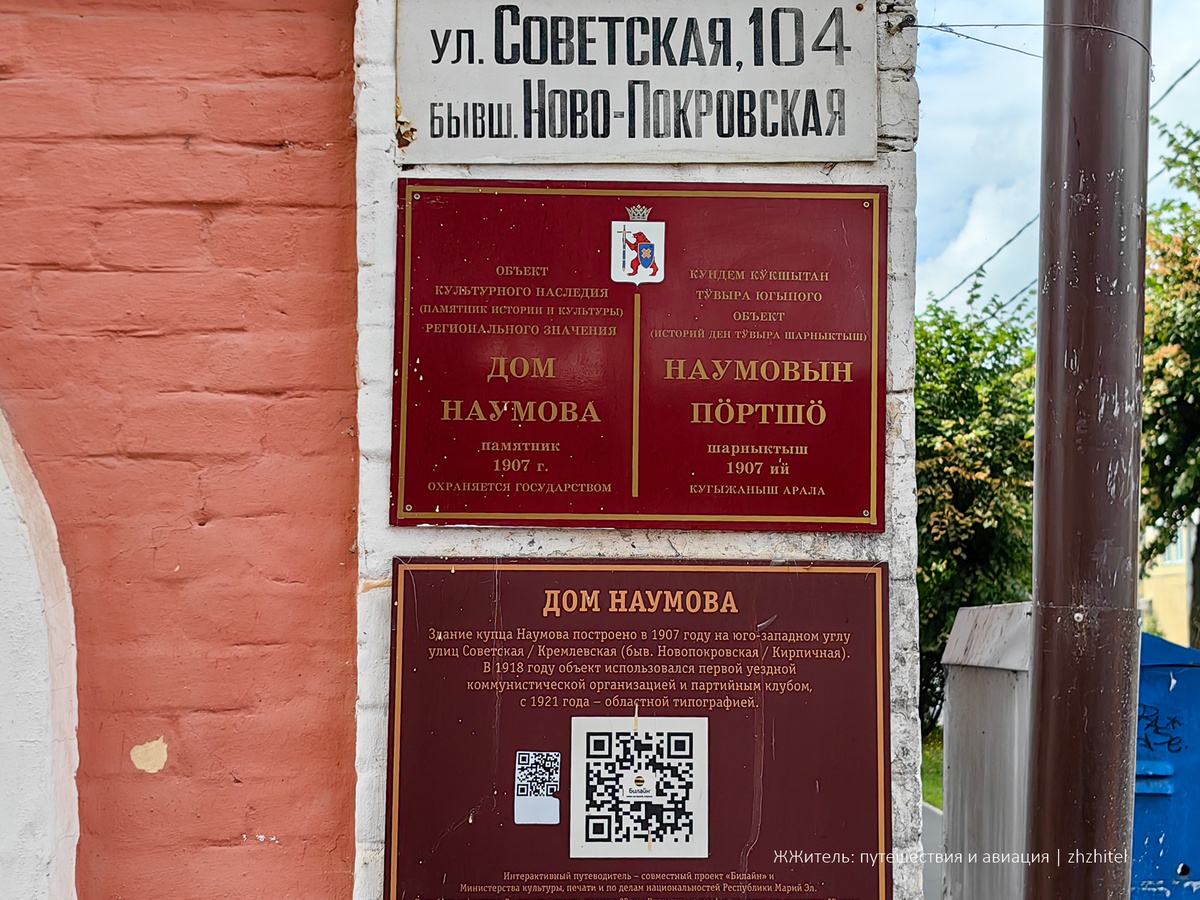 ул. Советская, 104
бывш. Ново-Покровская
ОБЪЕКТ
КУЛЬТУРНОГО НАСЛЕДИЯ
(ПАМЯТНИК ИСТОРИИ И КУЛЬТУРЫ)
РЕГИОНАЛЬНОГО ЗНАЧЕНИЯ
ДОМ
НАУМОВА
памятник
1907 г.
ОХРАНЯЕТСЯ ГОСУДАРСТВОМ
КУНДЕМ КӰКШЫТАН
ТӰВЫРА ЮГЫПОГО
ОБЪЕКТ
(ИСТОРИЙ ДЕН ТӰВЫРА ШАРНЫКТЫШ)
НАУМОВЫН
ПӦРТШӦ
шарныктыш
1907 ий
КУГЫЖАНЫШ АРАЛА
ДОМ НАУМОВА
Здание купца Наумова построено в 1907 году на юго-западном углу
улиц Советская / Кремлевская (быв. Новопокровская / Кирпичная).
В 1918 году объект использовался первой уездной
коммунистической организацией и партийным клубом,
с 1921 года – областной типографией.
Билайн
Интерактивный путеводитель – совместный проект «Билайн» и
Министерства культуры, печати и по делам национальностей Республики Марий Эл.
ЖЖитель: путешествия и авиация | zhzhitel